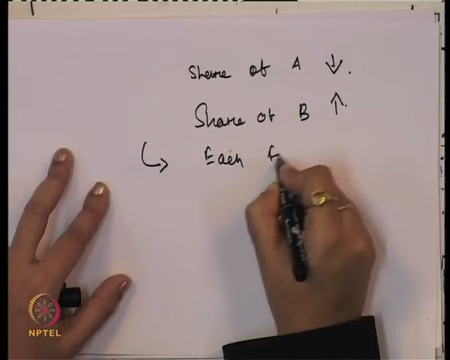 Share of A ↓.
Share of B ↑.
↳ Each f
NPTEL